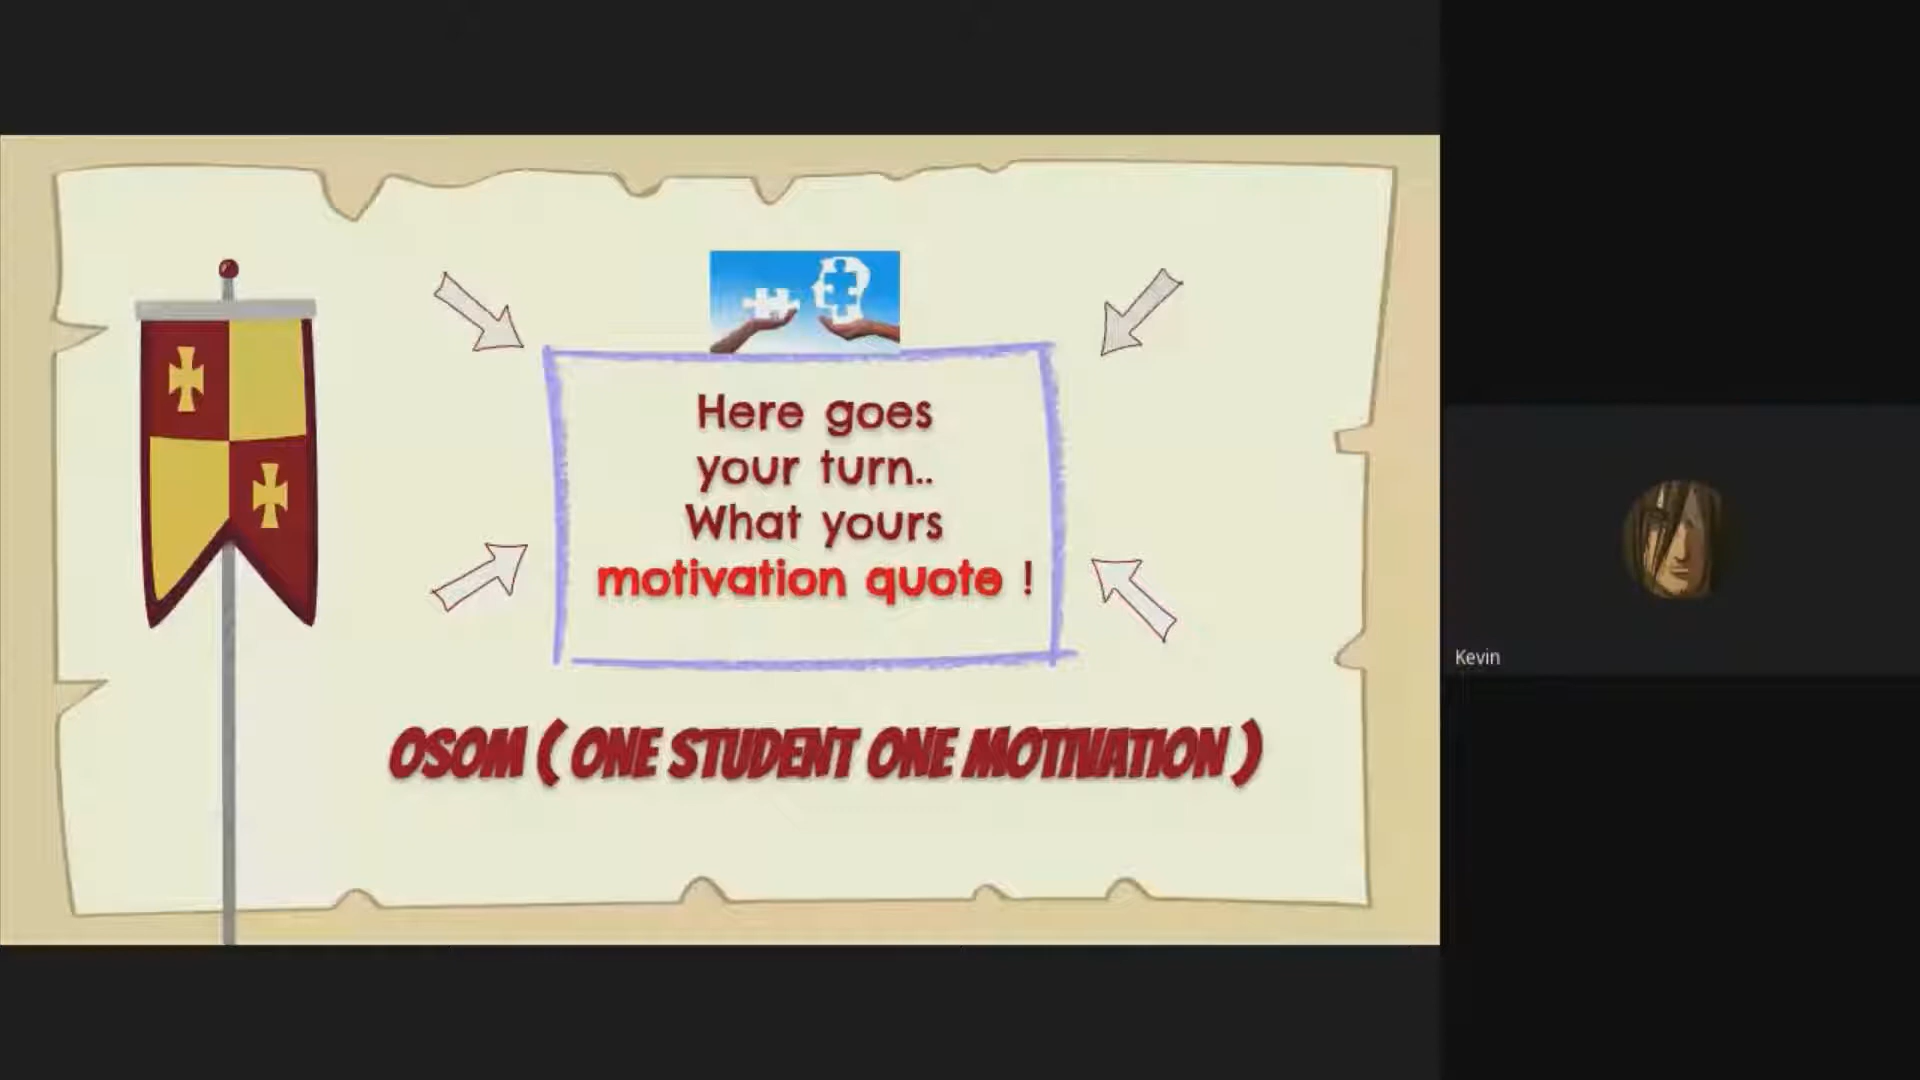 Here goes
your turn..
What yours
motivation quote !
OSOM ( ONE STUDENT ONE MOTIVATION )
Kevin